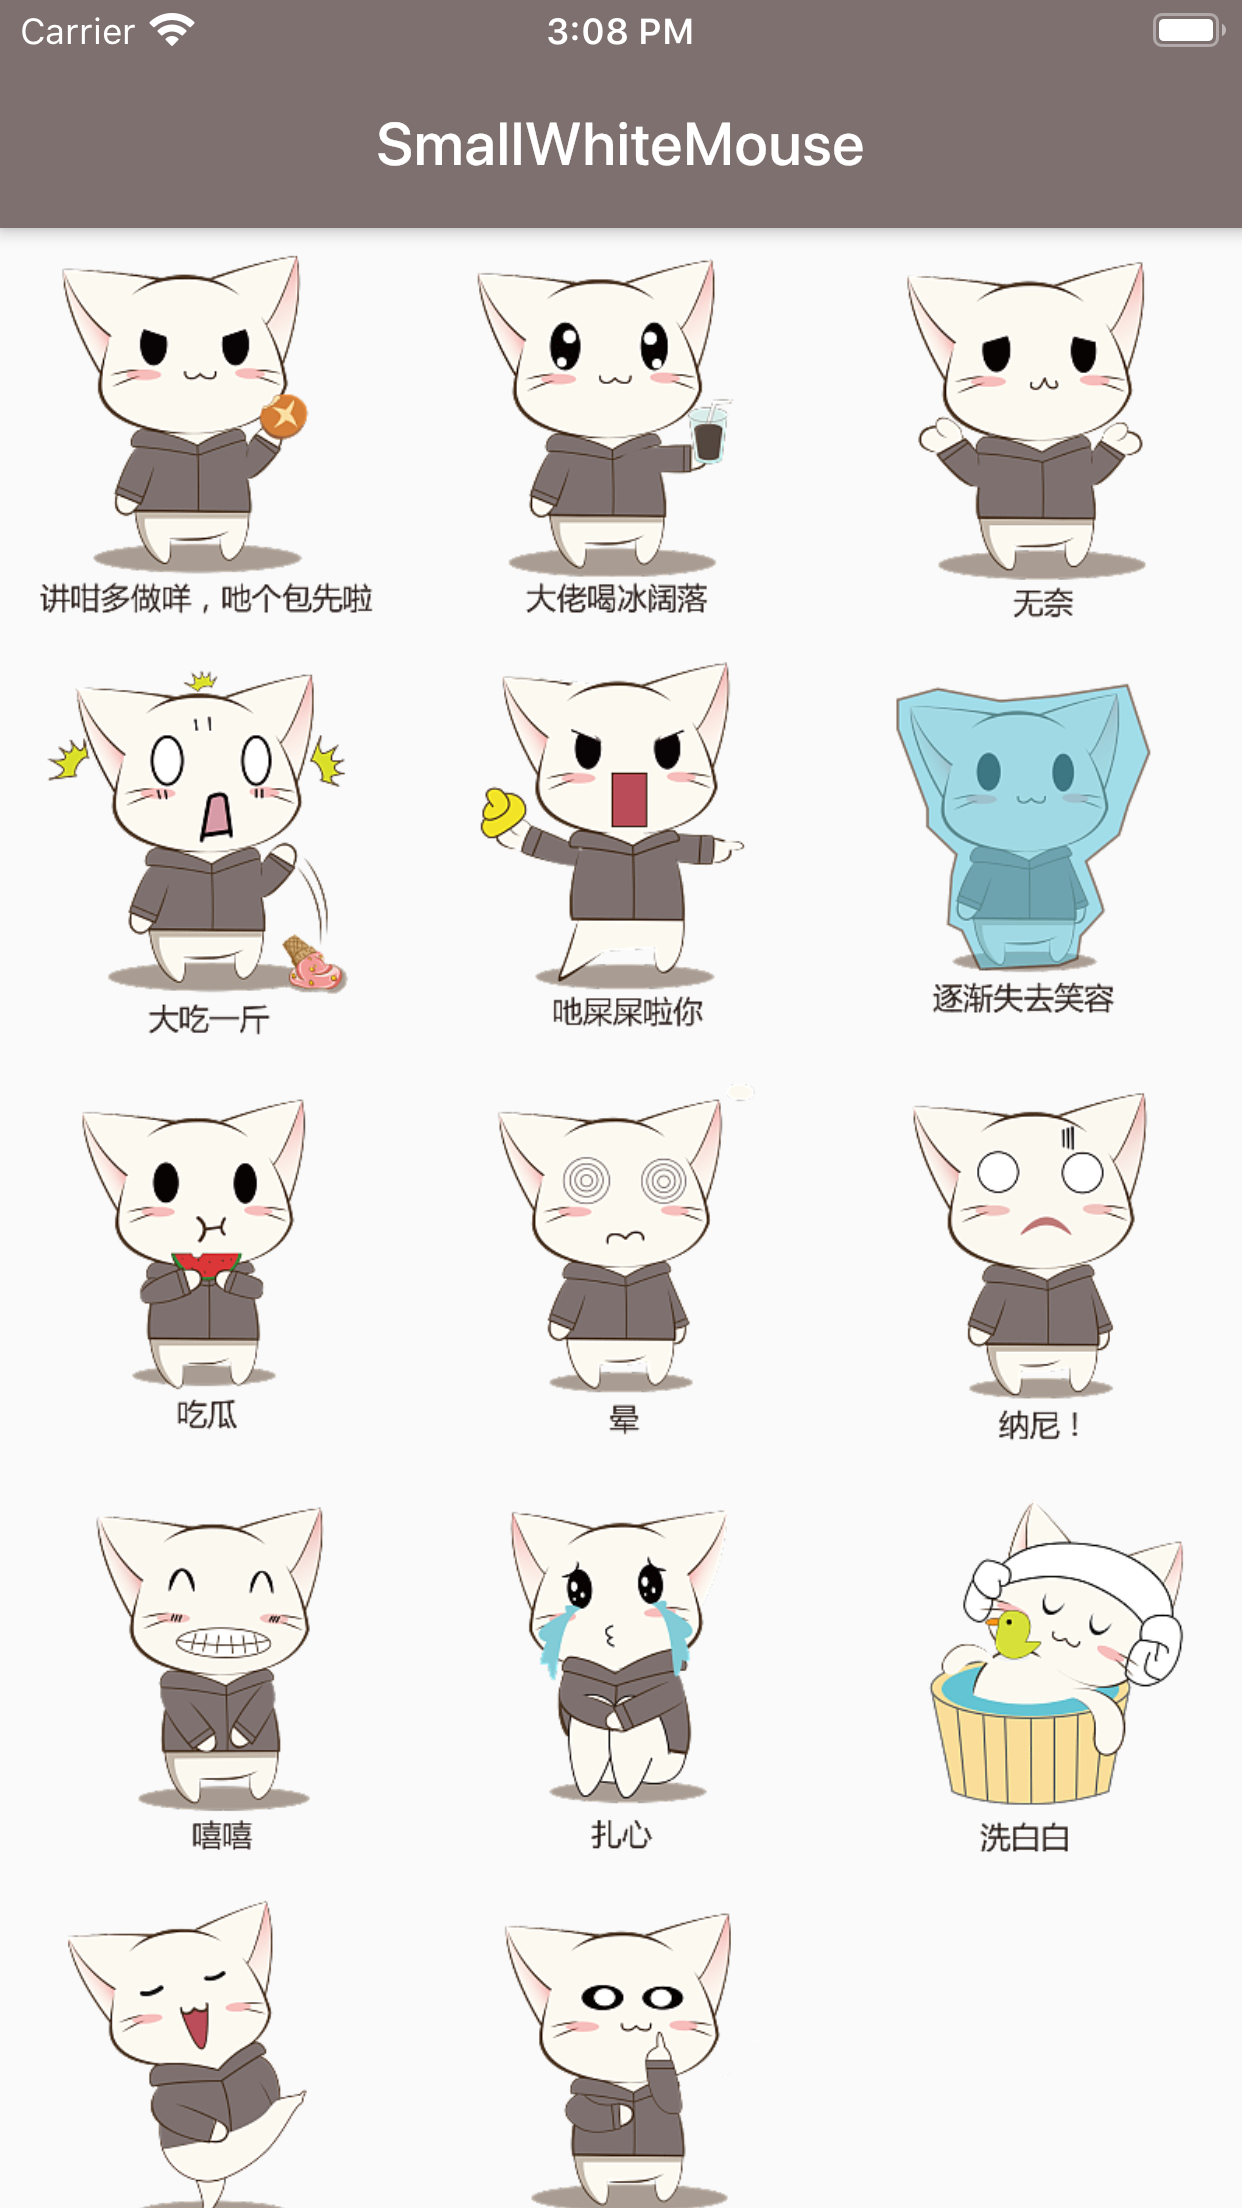 Carrier
3:08 PM
SmallWhiteMouse
讲咁多做咩，吔个包先啦
大佬喝冰阔落
无奈
大吃一斤
吔屎屎啦你
逐渐失去笑容
吃瓜
晕
纳尼！
嘻嘻
扎心
洗白白